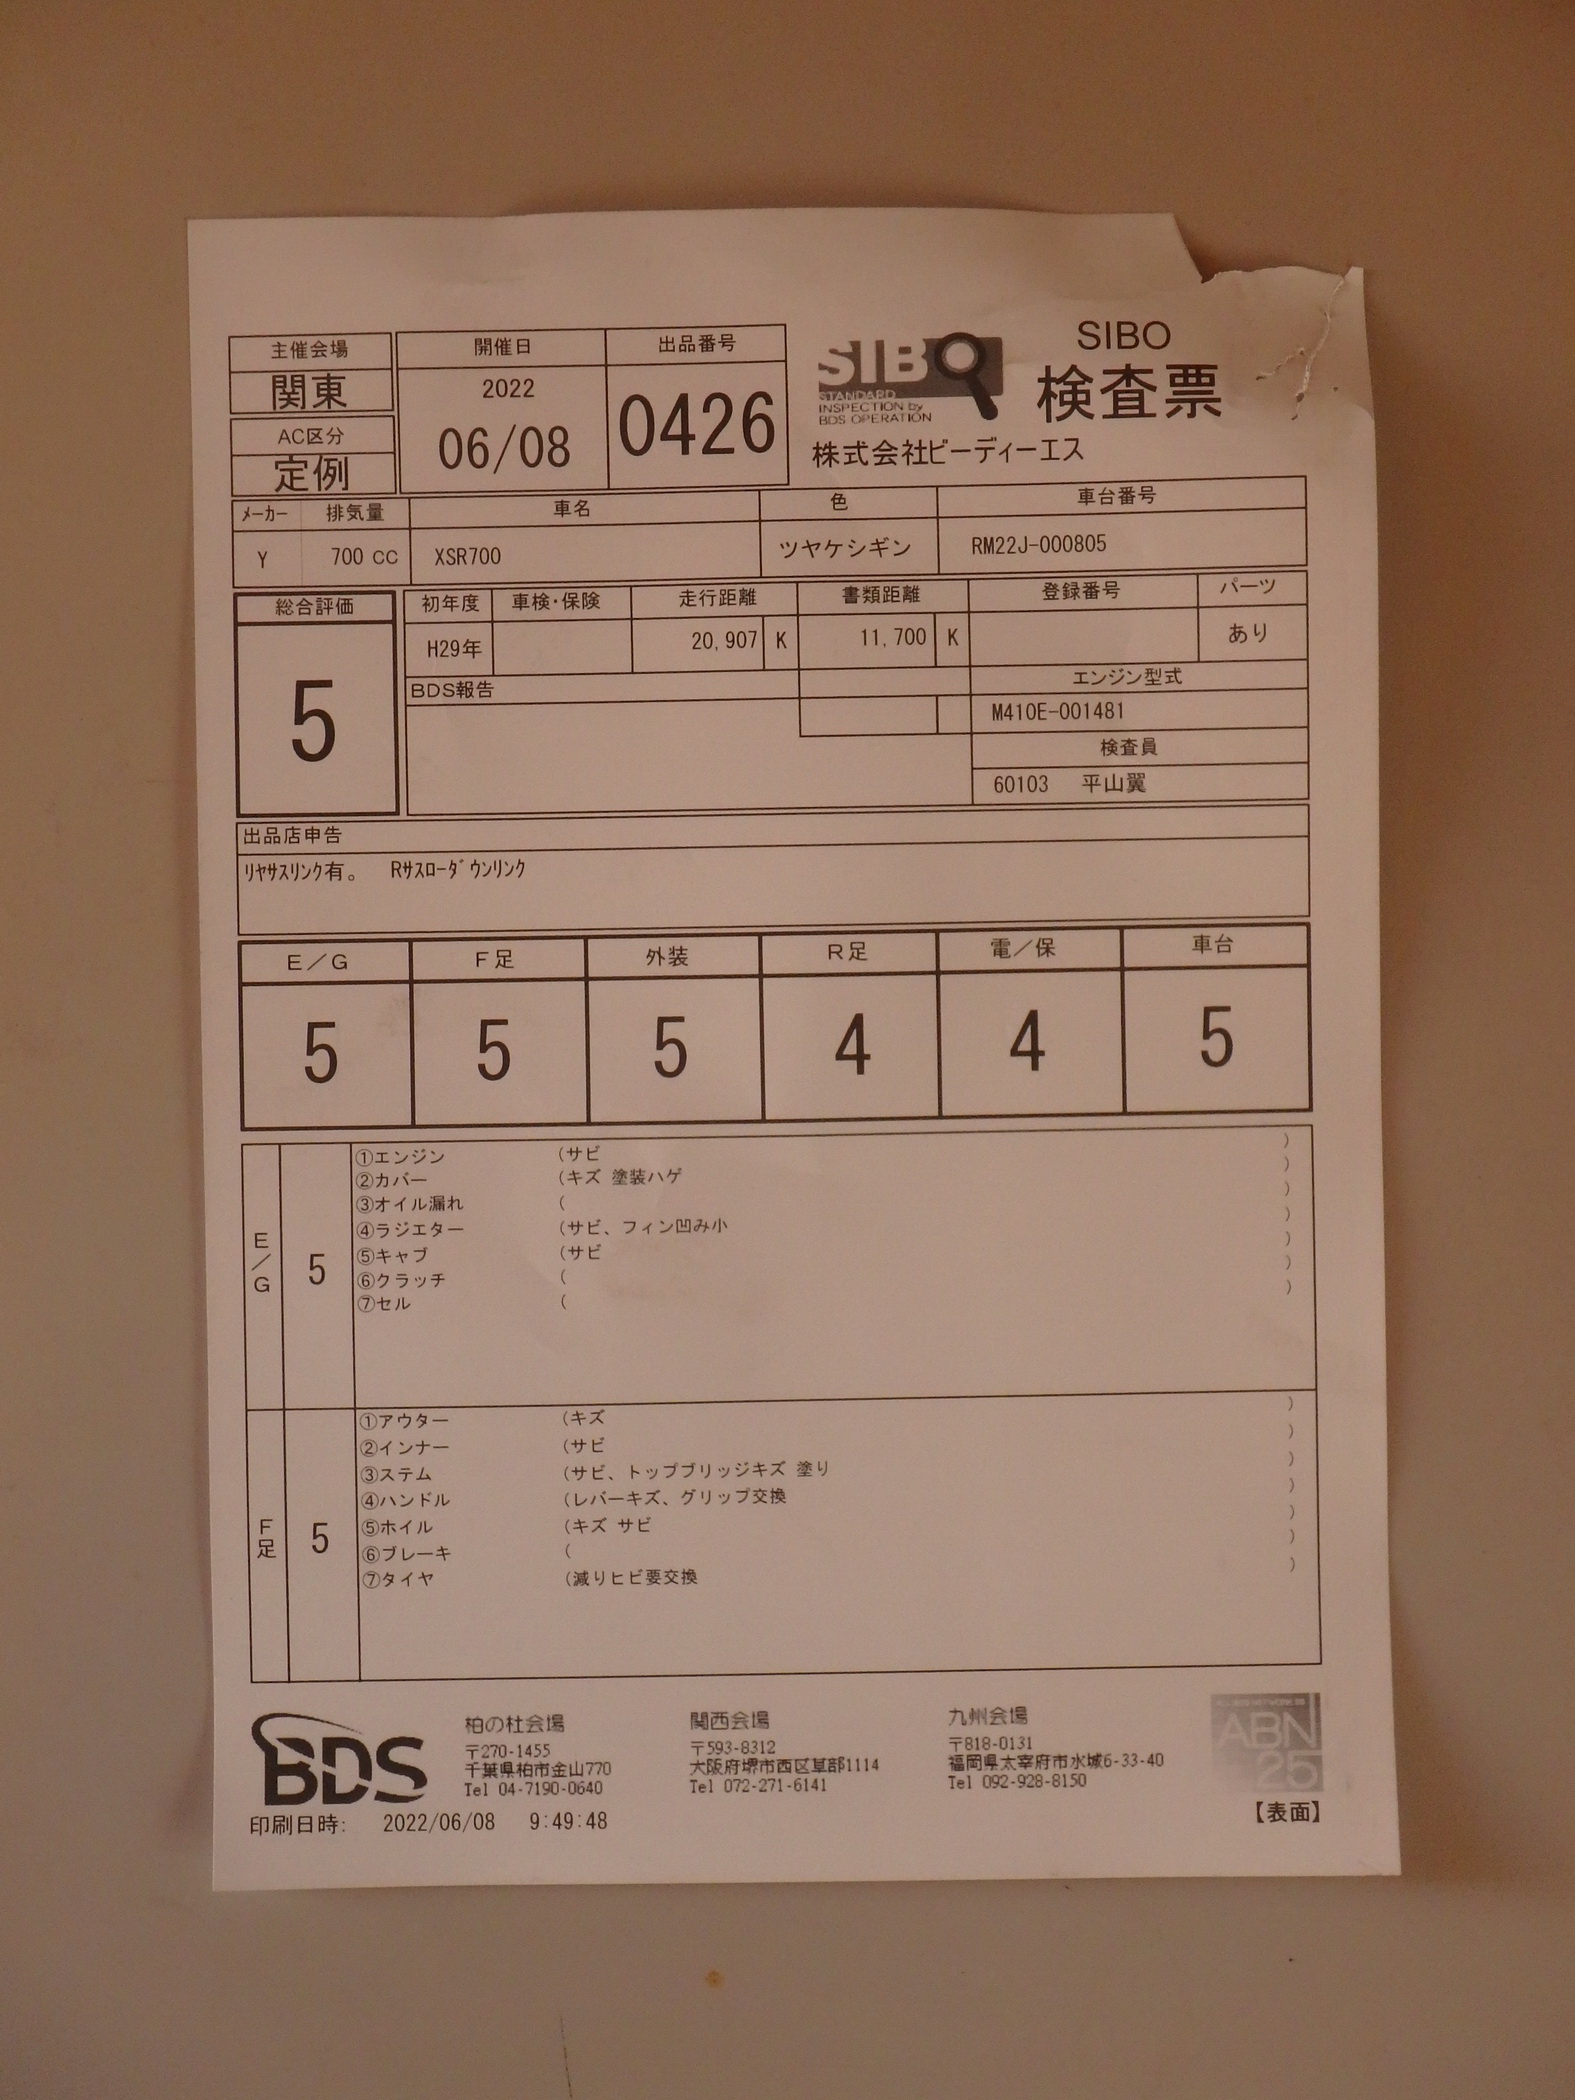 主催会場
関東
AC区分
定例
開催日
2022
06/08
出品番号
0426
SIBO
STANDARD
INSPECTION by
BDS OPERATION
SIBO
検査票
株式会社ビーディーエス
ﾒｰｶｰ 排気量 車名 色 車台番号
Y 700 CC XSR700 ツヤケシギン RM22J-000805
総合評価
5
初年度 車検・保険 走行距離 書類距離 登録番号 パーツ
H29年 20,907 K 11,700 K あり
BDS報告
エンジン型式
M410E-001481
検査員
60103 平山翼
出品店申告
ﾘﾔｻｽﾘﾝｸ有。 Rｻｽﾛｰﾀﾞｳﾝﾘﾝｸ
E／G F足 外装 R足 電／保 車台
5 5 5 4 4 5
E／G 5
①エンジン (サビ )
②カバー (キズ 塗装ハゲ )
③オイル漏れ ( )
④ラジエター (サビ、フィン凹み小 )
⑤キャブ (サビ )
⑥クラッチ ( )
⑦セル ( )
F足 5
①アウター (キズ )
②インナー (サビ )
③ステム (サビ、トップブリッジキズ 塗り )
④ハンドル (レバーキズ、グリップ交換 )
⑤ホイル (キズ サビ )
⑥ブレーキ ( )
⑦タイヤ (減りヒビ要交換 )
BDS
柏の杜会場
〒270-1455
千葉県柏市金山770
Tel 04-7190-0640
関西会場
〒593-8312
大阪府堺市西区草部1114
Tel 072-271-6141
九州会場
〒818-0131
福岡県太宰府市水城6-33-40
Tel 092-928-8150
ABN
25
【表面】
印刷日時: 2022/06/08 9:49:48